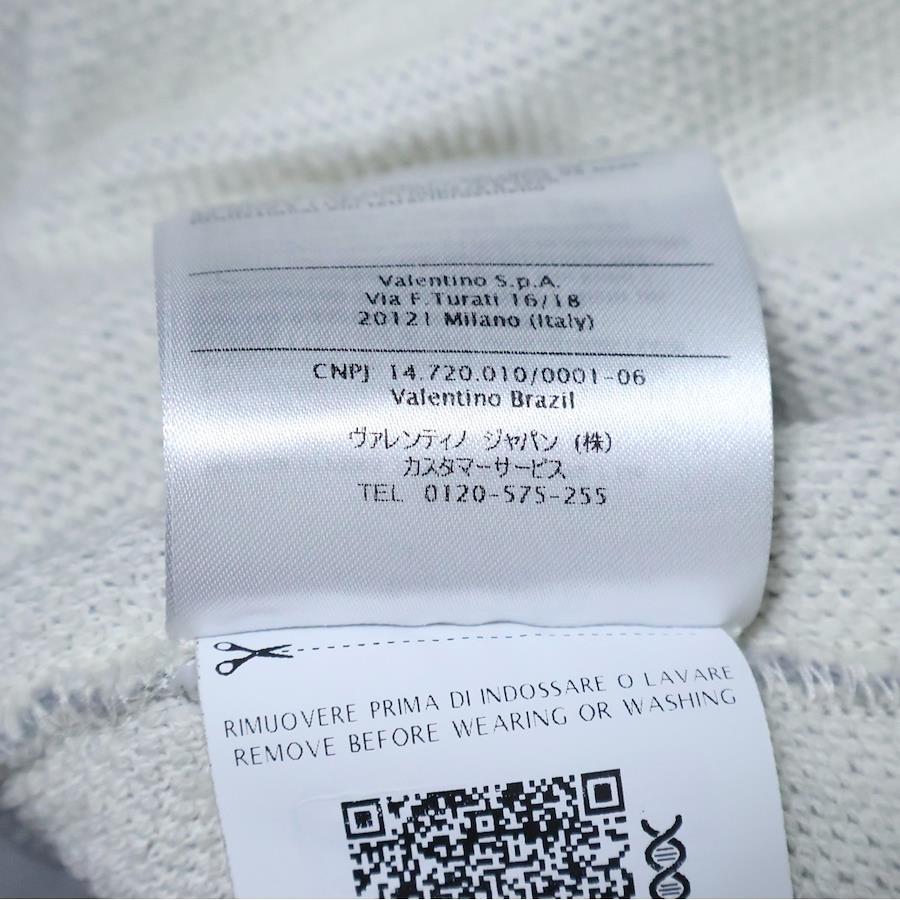 Valentino S.p.A.
Via F.Turati 16/18
20121 Milano (Italy)
CNPJ 14.720.010/0001-06
Valentino Brazil
ヴァレンティノ ジャパン (株)
カスタマーサービス
TEL 0120-575-255
RIMUOVERE PRIMA DI INDOSSARE O LAVARE
REMOVE BEFORE WEARING OR WASHING